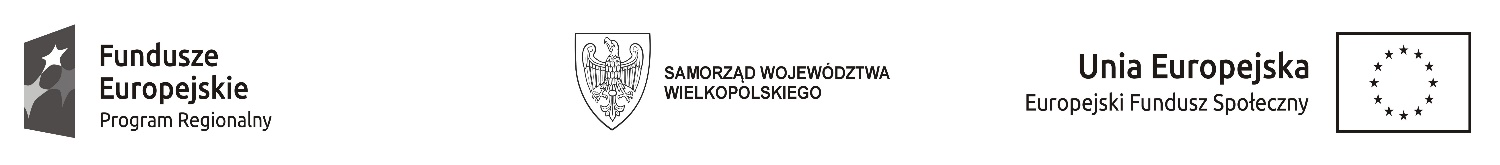 Fundusze
Europejskie
Program Regionalny
SAMORZĄD WOJEWÓDZTWA
WIELKOPOLSKIEGO
Unia Europejska
Europejski Fundusz Społeczny